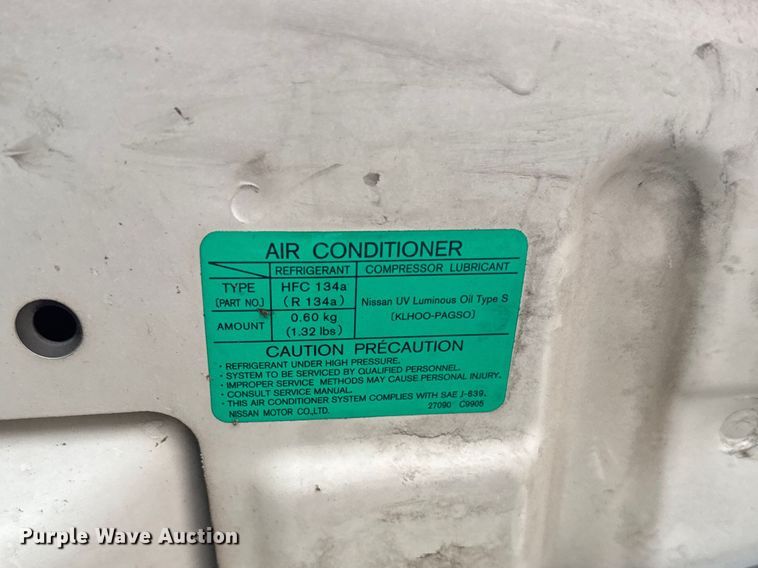 AIR CONDITIONER
REFRIGERANT COMPRESSOR LUBRICANT
TYPE HFC 134a
(PART NO.) (R 134a)
Nissan UV Luminous Oil Type S
(KLHOO-PAGSO)
AMOUNT 0.60 kg
(1.32 lbs)
CAUTION PRÉCAUTION
· REFRIGERANT UNDER HIGH PRESSURE.
· SYSTEM TO BE SERVICED BY QUALIFIED PERSONNEL.
· IMPROPER SERVICE METHODS MAY CAUSE PERSONAL INJURY.
· CONSULT SERVICE MANUAL.
· THIS AIR CONDITIONER SYSTEM COMPLIES WITH SAE J-639.
NISSAN MOTOR CO.,LTD. 27090 C9905
Purple Wave Auction®